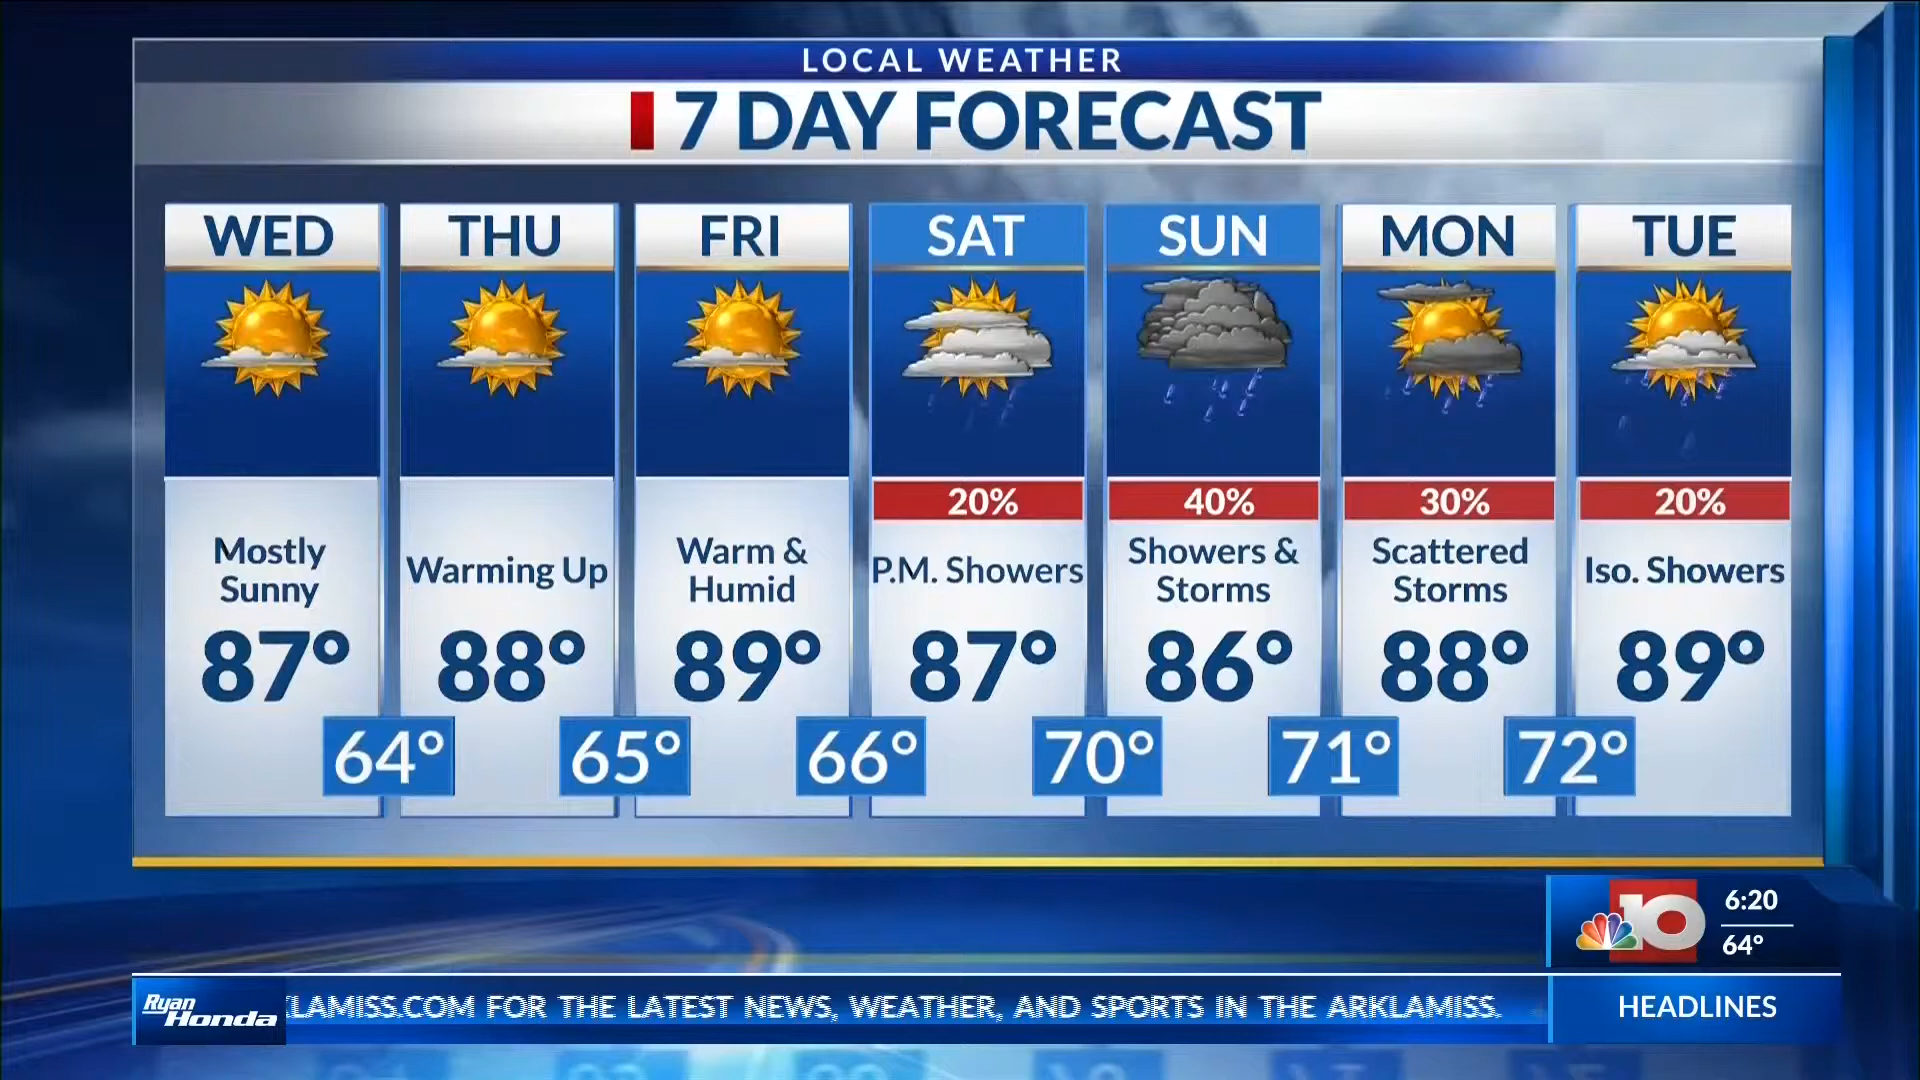 LOCAL WEATHER
7 DAY FORECAST
WED
THU
FRI
SAT
SUN
MON
TUE
20%
40%
30%
20%
Mostly
Sunny
Warming Up
Warm &
Humid
P.M. Showers
Showers &
Storms
Scattered
Storms
Iso. Showers
87°
88°
89°
87°
86°
88°
89°
64°
65°
66°
70°
71°
72°
10
6:20
64°
Ryan
Honda
KLAMISS.COM FOR THE LATEST NEWS, WEATHER, AND SPORTS IN THE ARKLAMISS.
HEADLINES